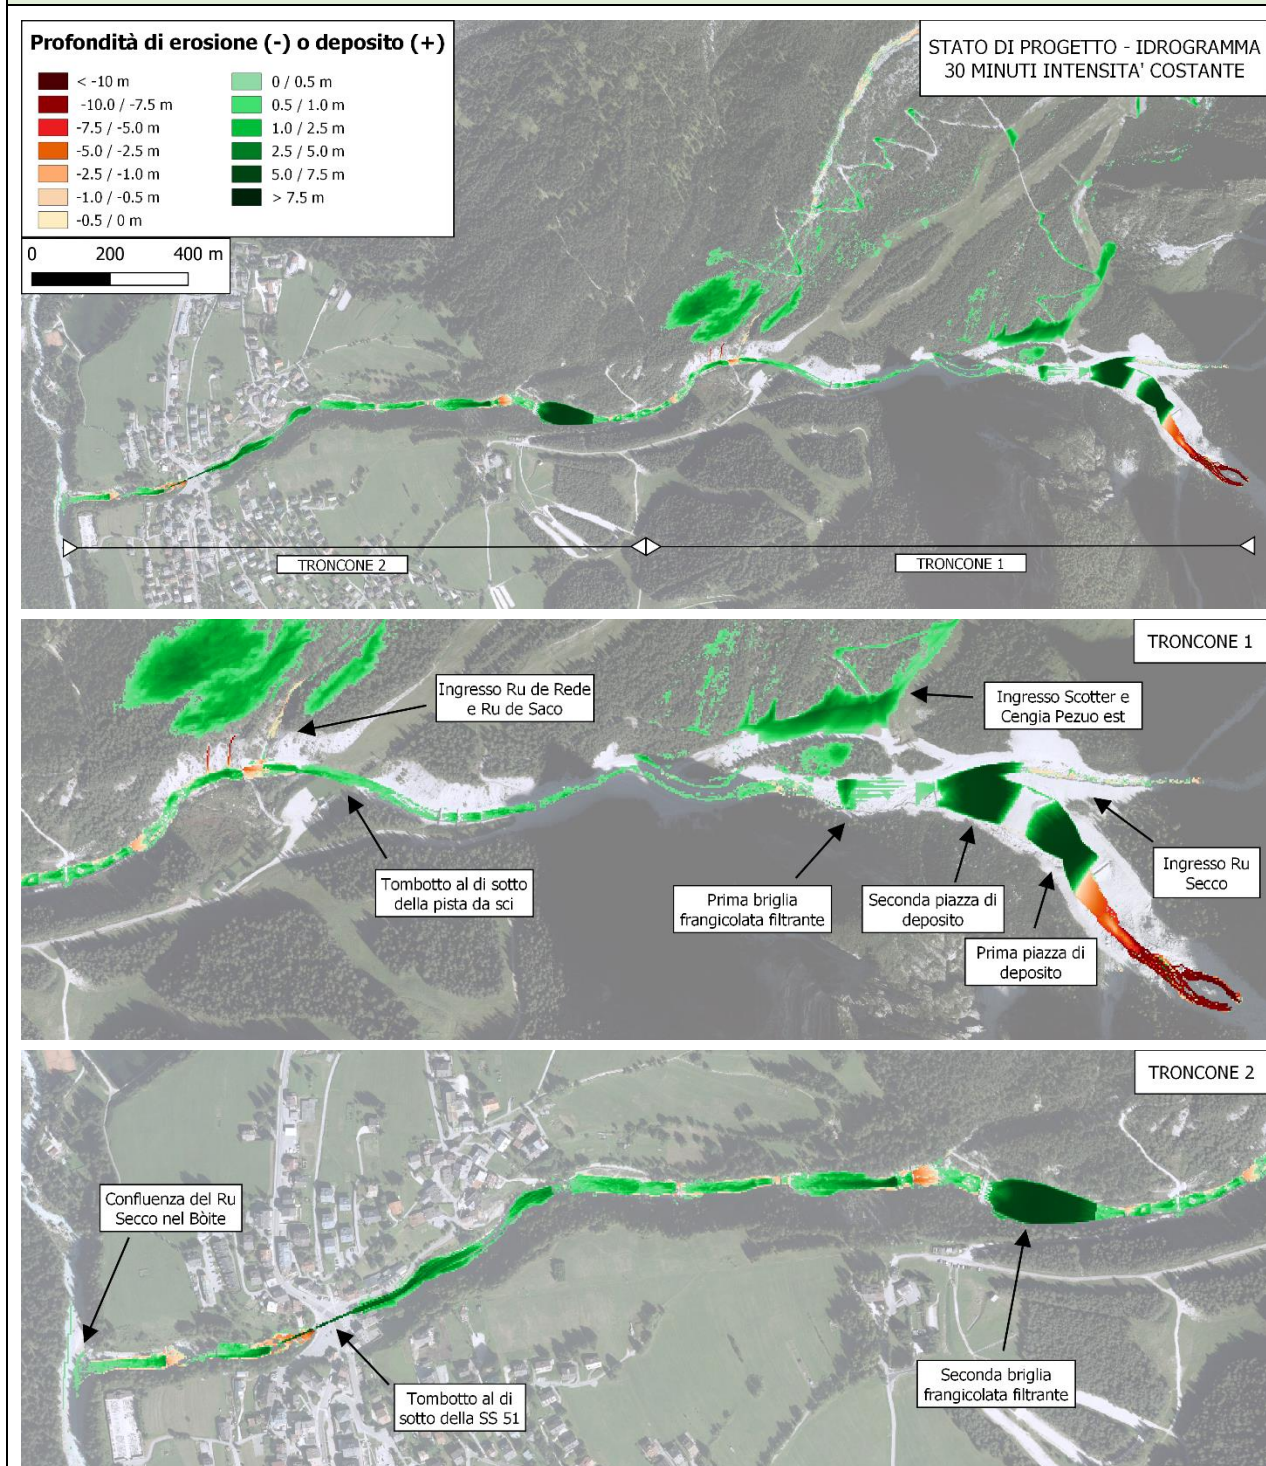 Profondità di erosione (-) o deposito (+)
< -10 m
-10.0 / -7.5 m
-7.5 / -5.0 m
-5.0 / -2.5 m
-2.5 / -1.0 m
-1.0 / -0.5 m
-0.5 / 0 m
0 / 0.5 m
0.5 / 1.0 m
1.0 / 2.5 m
2.5 / 5.0 m
5.0 / 7.5 m
> 7.5 m
0 200 400 m
STATO DI PROGETTO - IDROGRAMMA
30 MINUTI INTENSITA' COSTANTE
TRONCONE 2
TRONCONE 1
TRONCONE 1
Ingresso Ru de Rede
e Ru de Saco
Ingresso Scotter e
Cengia Pezuo est
Tombotto al di sotto
della pista da sci
Prima briglia
frangicolata filtrante
Seconda piazza di
deposito
Prima piazza di
deposito
Ingresso Ru
Secco
TRONCONE 2
Confluenza del Ru
Secco nel Bòite
Tombotto al di
sotto della SS 51
Seconda briglia
frangicolata filtrante